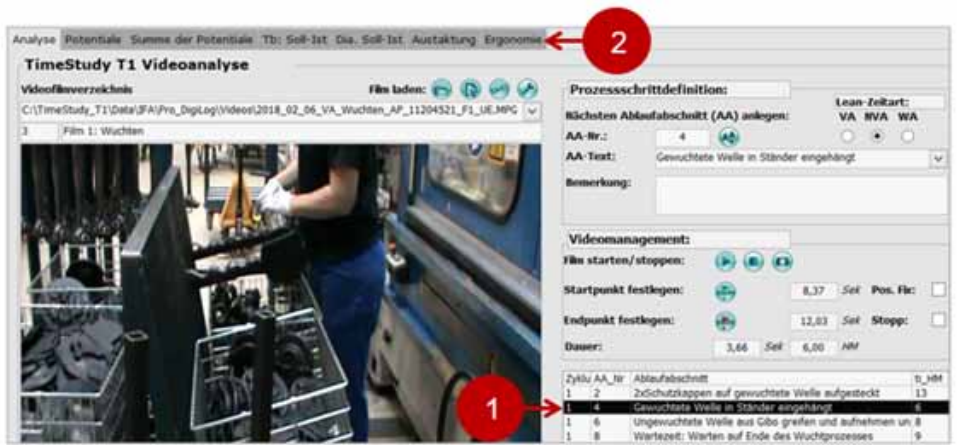 Analyse Potentiale Summe der Potentiale Tb: Soll-Ist Dia. Soll-Ist Austaktung Ergonomie
2
TimeStudy T1 Videoanalyse
Videofilmverzeichnis Film laden:
C:\TimeStudy_T1\Data\JFA\Pro_DigiLog\Videos\2018_02_06_VA_Wuchten_AP_11204521_F1_UE.MPG
3 Film 1: Wuchten
Prozessschrittdefinition:
Lean-Zeitart:
Nächsten Ablaufabschnitt (AA) anlegen: VA NVA WA
AA-Nr.: 4
AA-Text: Gewuchtete Welle in Ständer eingehängt
Bemerkung:
Videomanagement:
Film starten/stoppen:
Startpunkt festlegen: 8,37 Sek Pos. Fix:
Endpunkt festlegen: 12,03 Sek Stopp:
Dauer: 3,66 Sek 6,00 HM
Zyklu AA_Nr Ablaufabschnitt ti_HM
1 2 2xSchutzkappen auf gewuchtete Welle aufgesteckt 13
1
1 4 Gewuchtete Welle in Ständer eingehängt 6
1 6 Ungewuchtete Welle aus Gibo greifen und aufnehmen un 8
1 8 Wartezeit: Warten auf Ende des Wuchtprozesses 9